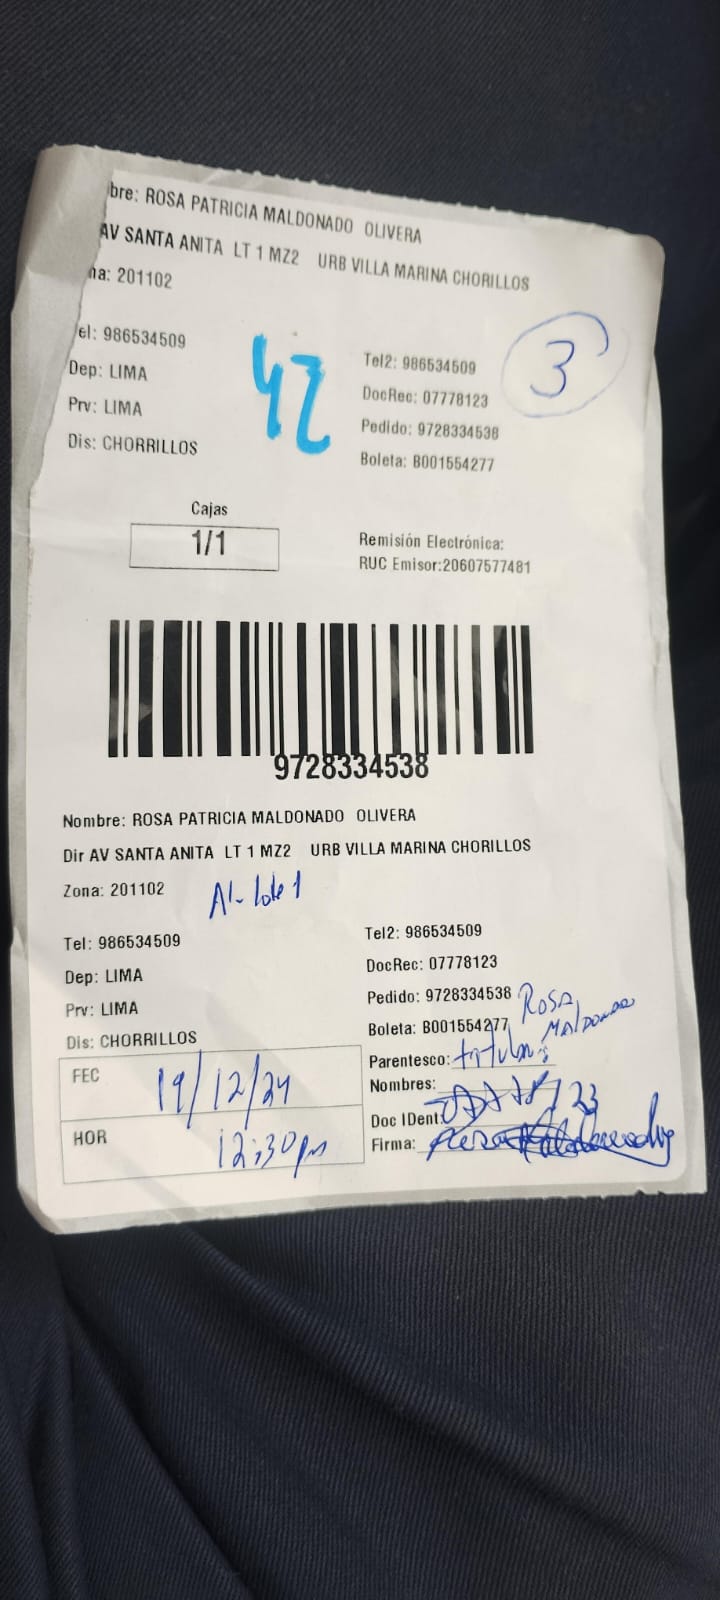 bre: ROSA PATRICIA MALDONADO OLIVERA
AV SANTA ANITA LT 1 MZ2 URB VILLA MARINA CHORILLOS
na: 201102
3
el: 986534509
Tel2: 986534509
Dep: LIMA
42
DocRec: 07778123
Prv: LIMA
Pedido: 9728334538
Dis: CHORRILLOS
Boleta: B001554277
Cajas
1/1
Remisión Electrónica:
RUC Emisor:20607577481
9728334538
Nombre: ROSA PATRICIA MALDONADO OLIVERA
Dir AV SANTA ANITA LT 1 MZ2 URB VILLA MARINA CHORILLOS
Zona: 201102
Tel: 986534509
Tel2: 986534509
Dep: LIMA
DocRec: 07778123
Prv: LIMA
Pedido: 9728334538
Rosa
Maldonado
Dis: CHORRILLOS
Boleta: B001554277
FEC 19/12/24
Parentesco: titular
Nombres:
HOR 12:30pm
Doc IDent:
Firma: